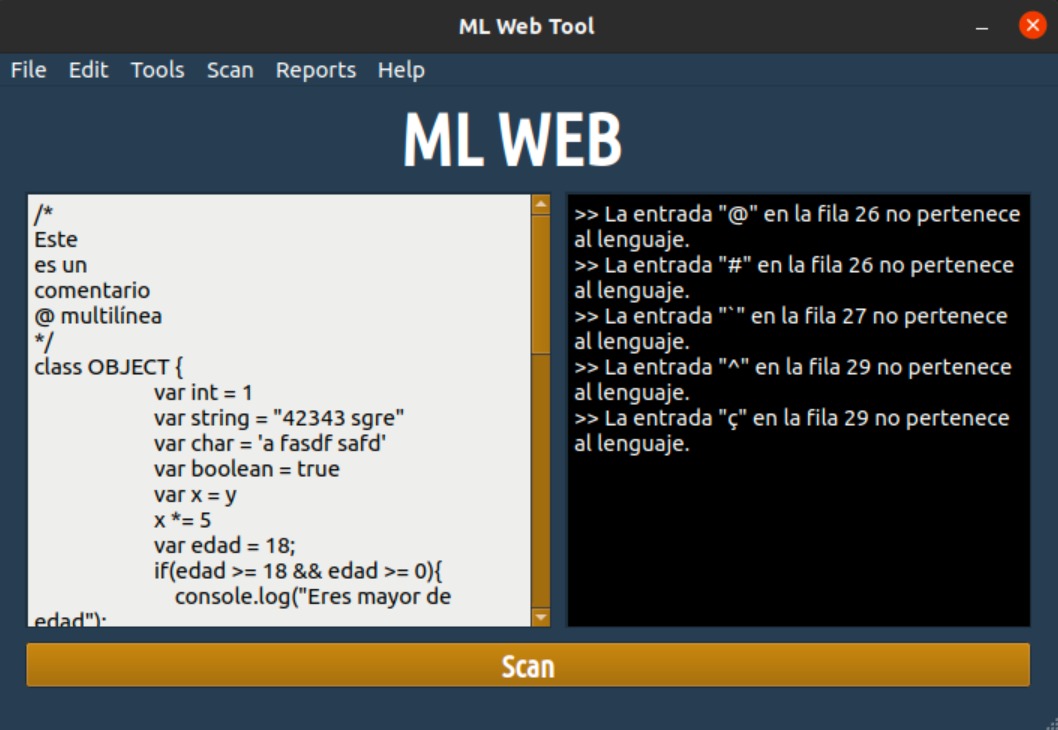 ML Web Tool
File Edit Tools Scan Reports Help
ML WEB
/*
Este
es un
comentario
@ multilínea
*/
class OBJECT {
var int = 1
var string = "42343 sgre"
var char = 'a fasdf safd'
var boolean = true
var x = y
x *= 5
var edad = 18;
if(edad >= 18 && edad >= 0){
console.log("Eres mayor de
edad");
>> La entrada "@" en la fila 26 no pertenece
al lenguaje.
>> La entrada "#" en la fila 26 no pertenece
al lenguaje.
>> La entrada "`" en la fila 27 no pertenece
al lenguaje.
>> La entrada "^" en la fila 29 no pertenece
al lenguaje.
>> La entrada "ç" en la fila 29 no pertenece
al lenguaje.
Scan